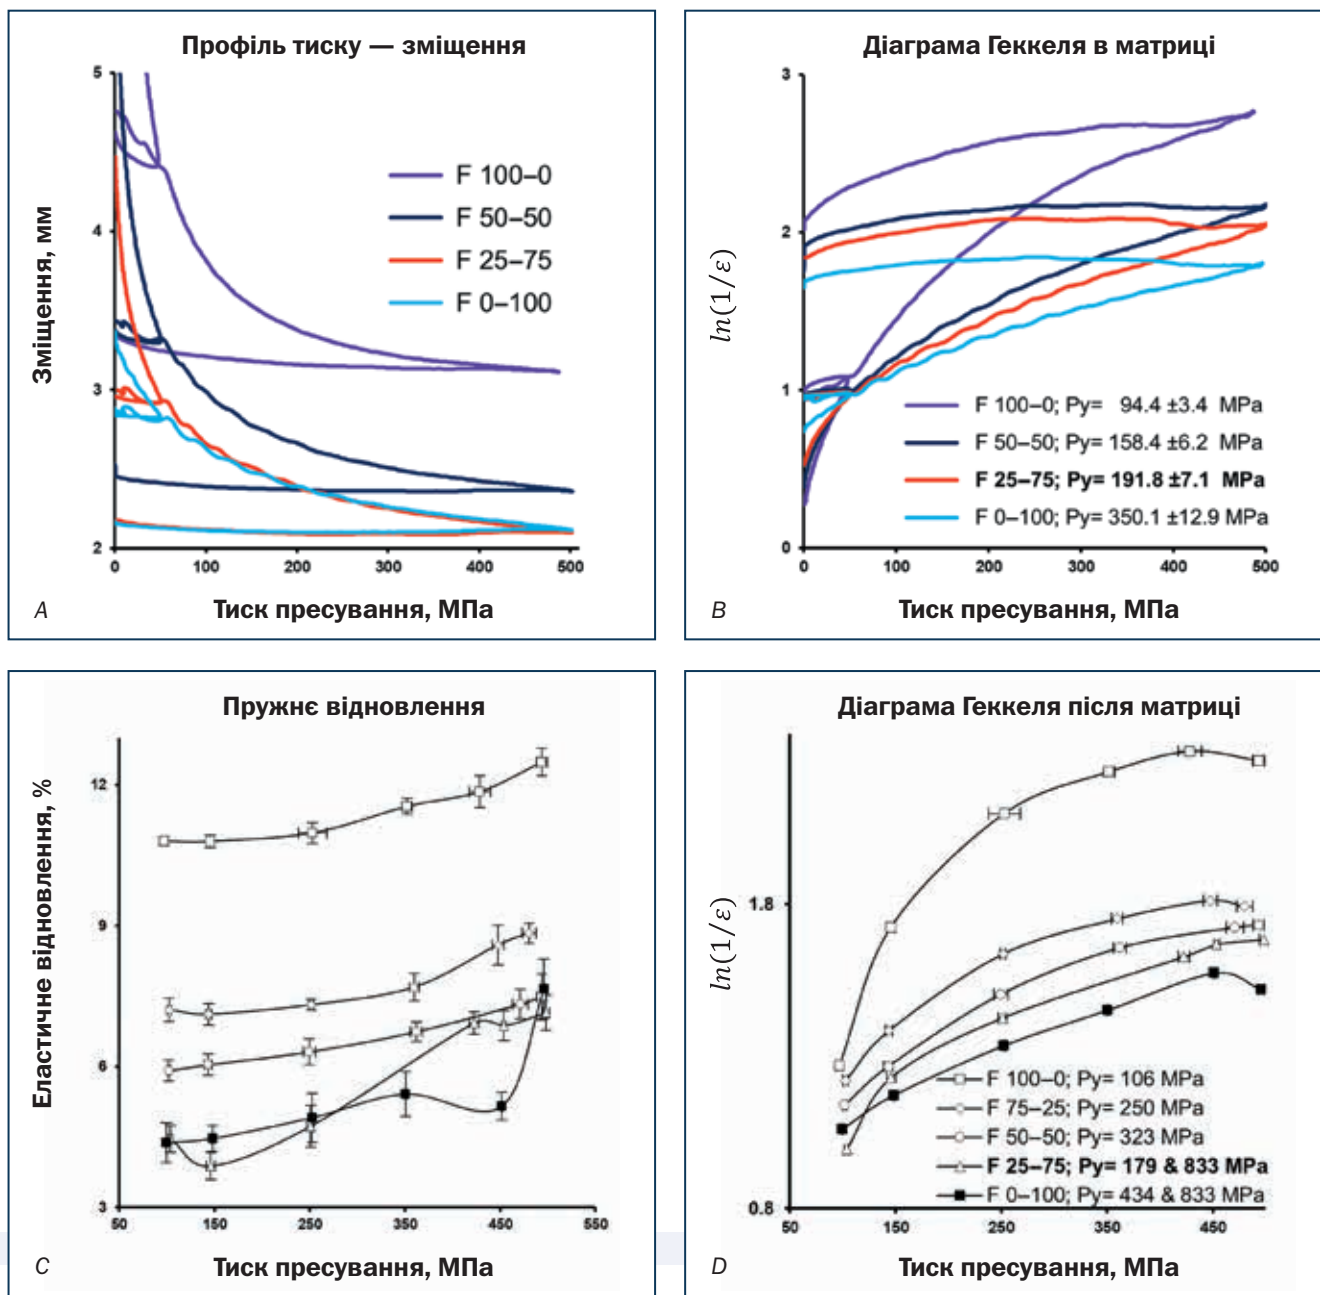 Профіль тиску — зміщення
5
4
3
2
Зміщення, мм
F 100–0
F 50–50
F 25–75
F 0–100
0 100 200 300 400 500
A Тиск пресування, МПа
Діаграма Геккеля в матриці
3
2
1
0
ln(1/ε)
F 100–0; Py= 94.4 ±3.4 MPa
F 50–50; Py= 158.4 ±6.2 MPa
F 25–75; Py= 191.8 ±7.1 MPa
F 0–100; Py= 350.1 ±12.9 MPa
0 100 200 300 400 500
B Тиск пресування, МПа
Пружнє відновлення
12
9
6
3
Еластичне відновлення, %
50 150 250 350 450 550
C Тиск пресування, МПа
Діаграма Геккеля після матриці
1.8
0.8
ln(1/ε)
F 100–0; Py= 106 MPa
F 75–25; Py= 250 MPa
F 50–50; Py= 323 MPa
F 25–75; Py= 179 & 833 MPa
F 0–100; Py= 434 & 833 MPa
50 150 250 350 450
D Тиск пресування, МПа